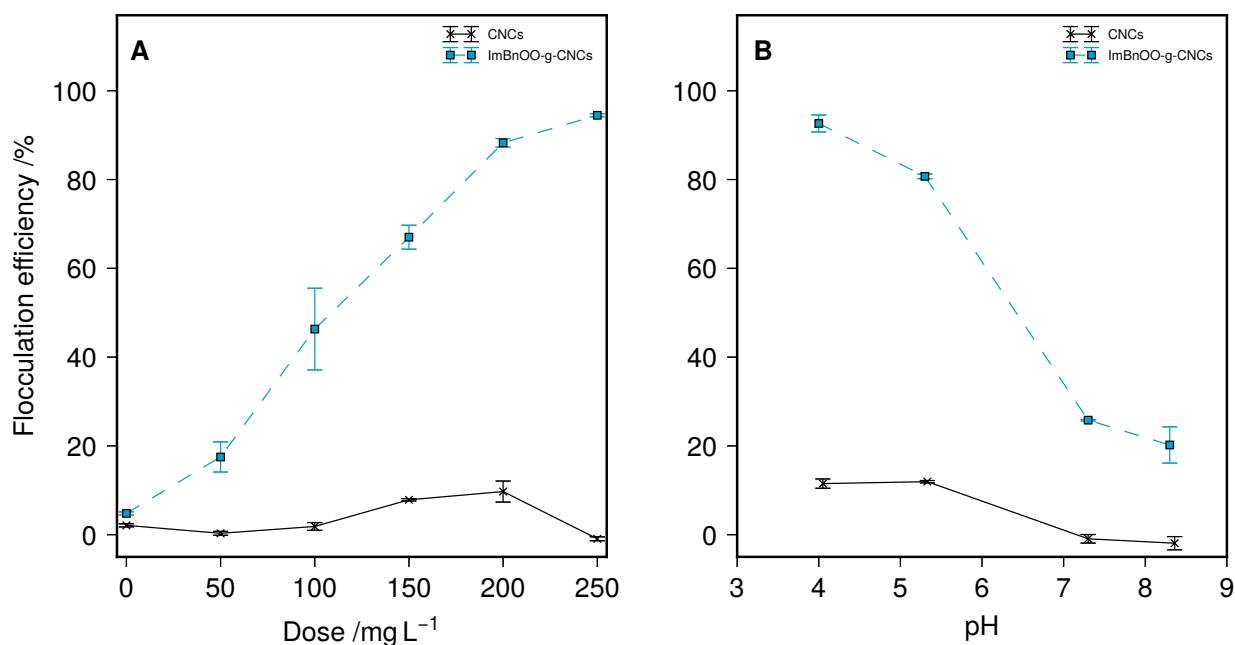 A
CNCs
ImBnOO-g-CNCs
100
80
60
40
20
0
Flocculation efficiency /%
0 50 100 150 200 250
Dose /mg L⁻¹
B
CNCs
ImBnOO-g-CNCs
100
80
60
40
20
0
3 4 5 6 7 8 9
pH